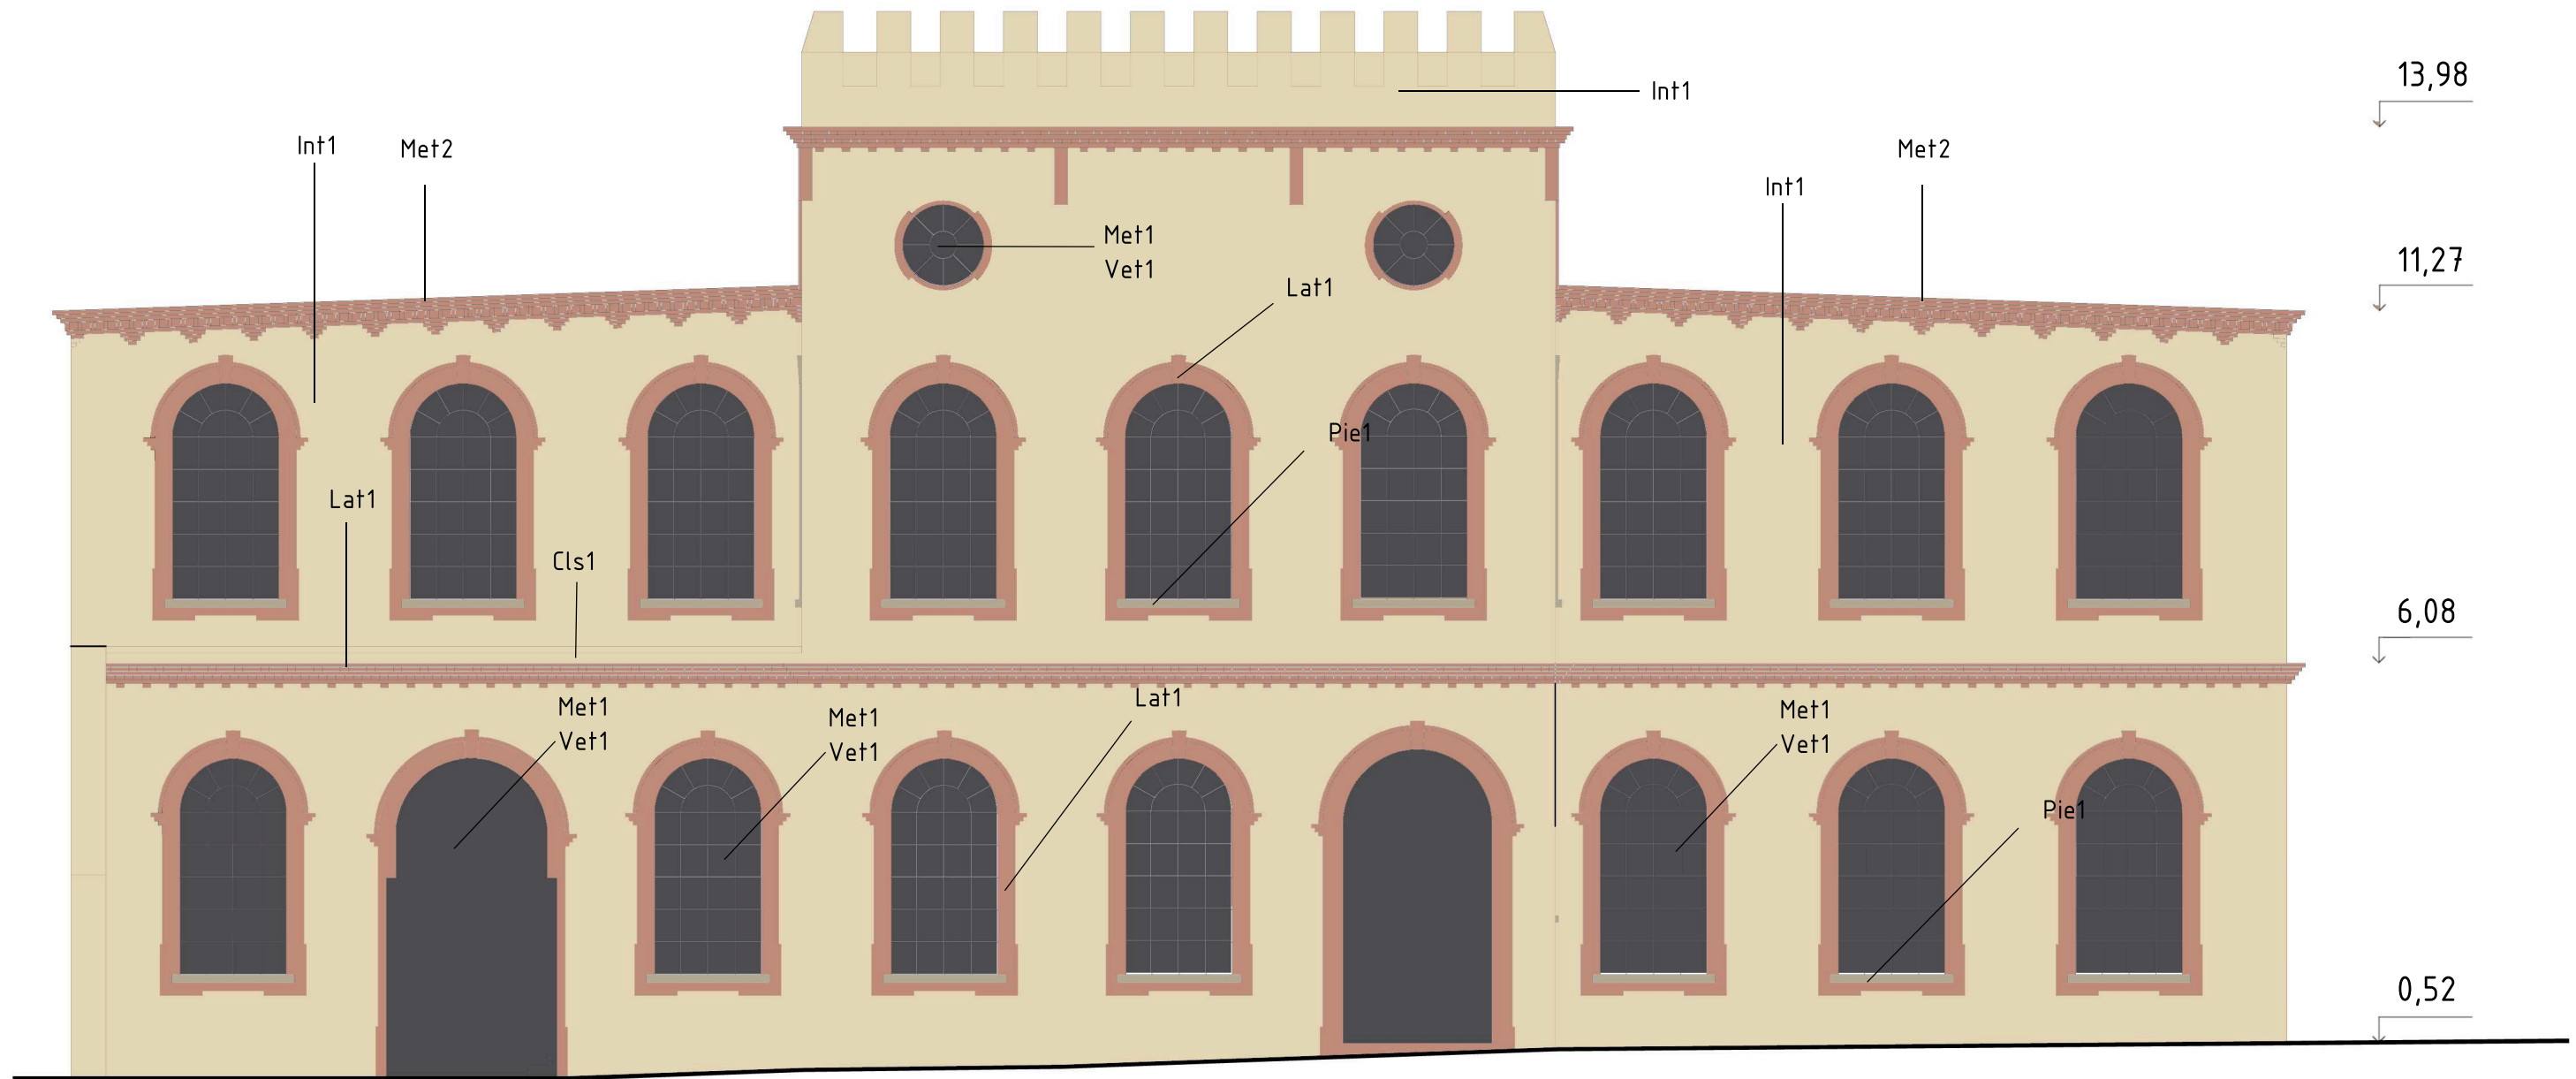 13,98
Int1
Int1
Met2
Met2
Int1
Met1
Vet1
11,27
Lat1
Pie1
Lat1
Cls1
6,08
Met1
Vet1
Met1
Vet1
Lat1
Met1
Vet1
Pie1
0,52